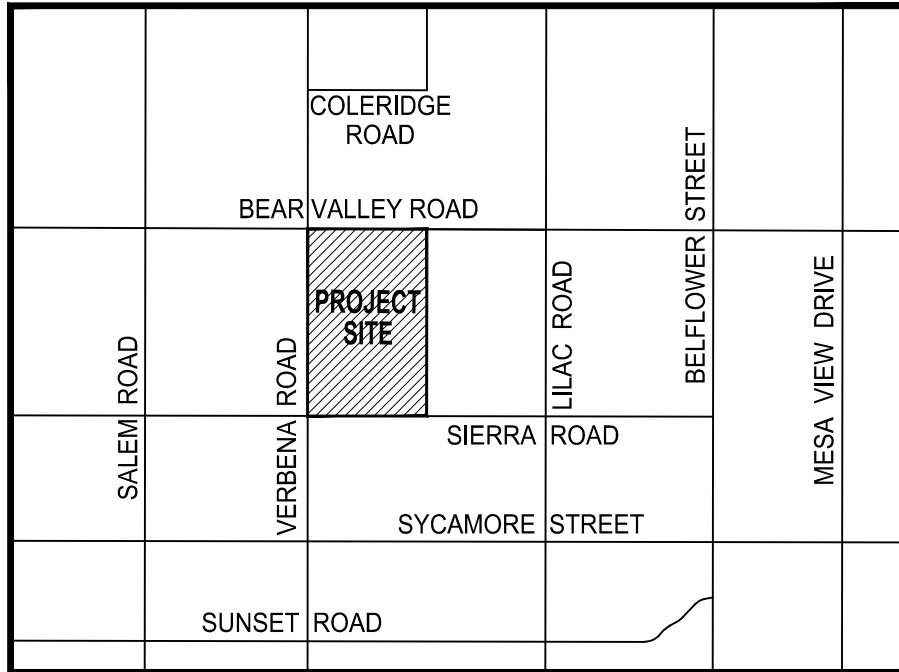 COLERIDGE
ROAD
BEAR VALLEY ROAD
BELFLOWER STREET
MESA VIEW DRIVE
LILAC ROAD
PROJECT
SITE
SALEM ROAD
VERBENA ROAD
SIERRA ROAD
SYCAMORE STREET
SUNSET ROAD